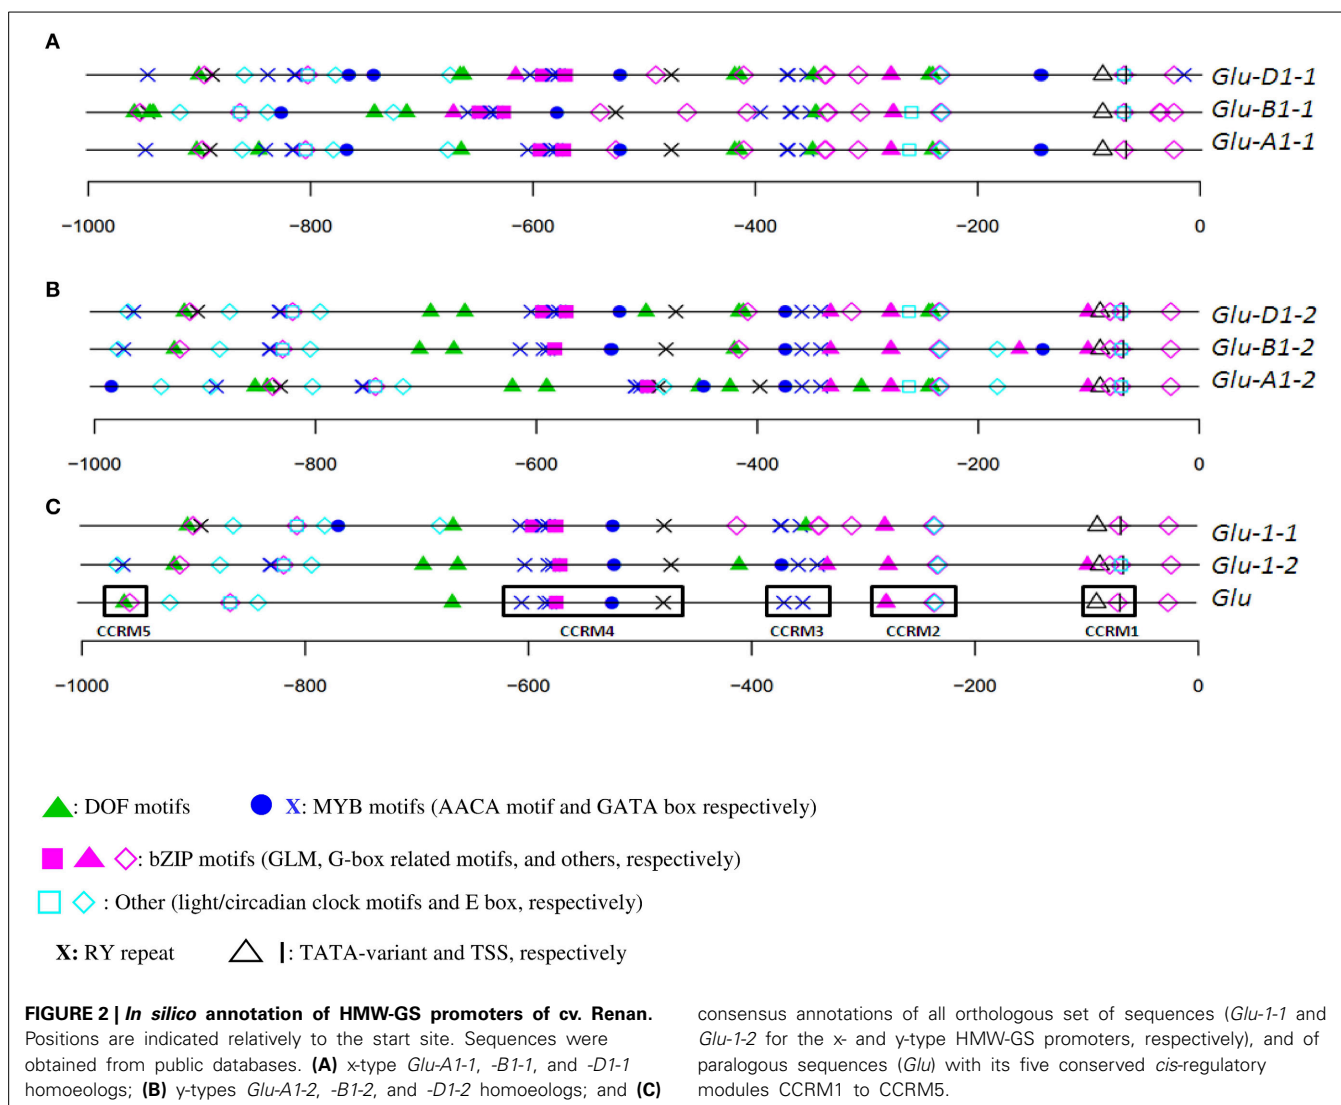 A
Glu-D1-1
Glu-B1-1
Glu-A1-1
−1000 −800 −600 −400 −200 0
B
Glu-D1-2
Glu-B1-2
Glu-A1-2
−1000 −800 −600 −400 −200 0
C
Glu-1-1
Glu-1-2
Glu
CCRM5 CCRM4 CCRM3 CCRM2 CCRM1
−1000 −800 −600 −400 −200 0
: DOF motifs X: MYB motifs (AACA motif and GATA box respectively)
: bZIP motifs (GLM, G-box related motifs, and others, respectively)
: Other (light/circadian clock motifs and E box, respectively)
X: RY repeat : TATA-variant and TSS, respectively
FIGURE 2 | In silico annotation of HMW-GS promoters of cv. Renan.
Positions are indicated relatively to the start site. Sequences were
obtained from public databases. (A) x-type Glu-A1-1, -B1-1, and -D1-1
homoeologs; (B) y-types Glu-A1-2, -B1-2, and -D1-2 homoeologs; and (C)
consensus annotations of all orthologous set of sequences (Glu-1-1 and
Glu-1-2 for the x- and y-type HMW-GS promoters, respectively), and of
paralogous sequences (Glu) with its five conserved cis-regulatory
modules CCRM1 to CCRM5.